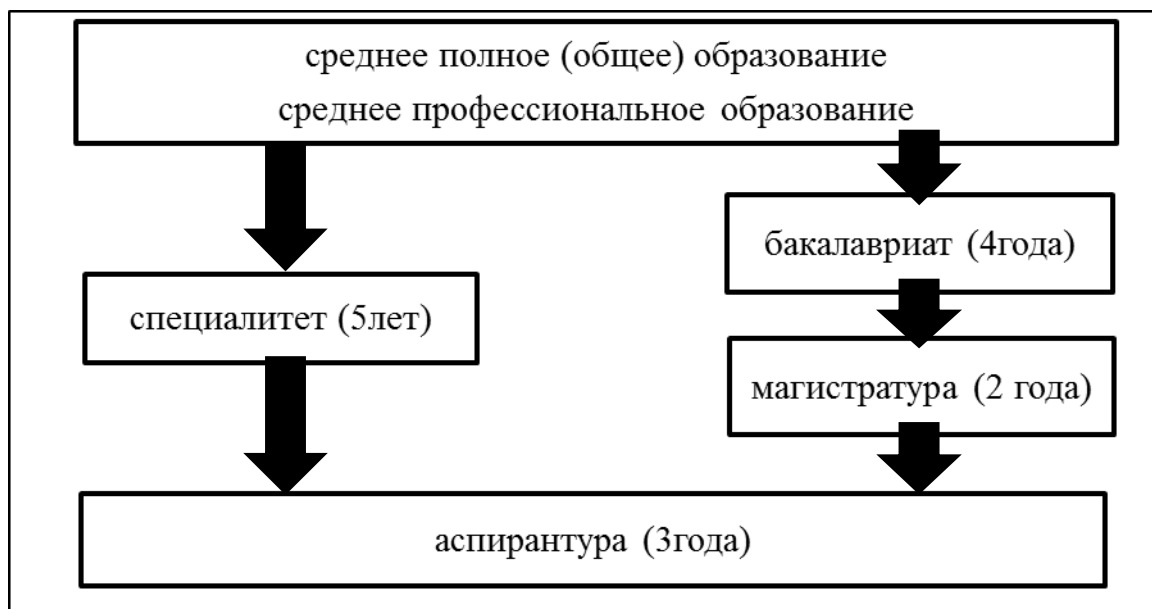 среднее полное (общее) образование
среднее профессиональное образование
бакалавриат (4года)
специалитет (5лет)
магистратура (2 года)
аспирантура (3года)